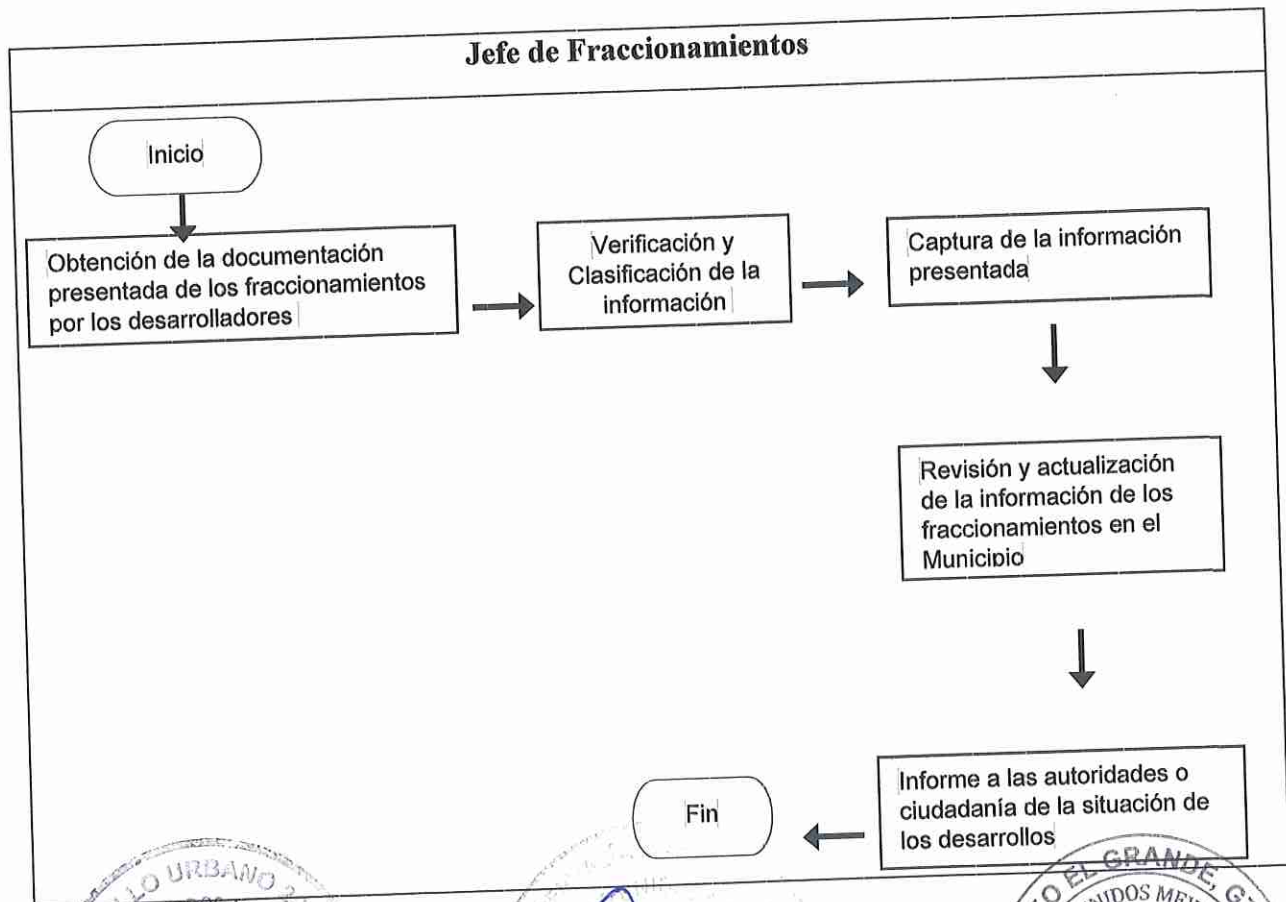 Jefe de Fraccionamientos
Inicio
Obtención de la documentación
presentada de los fraccionamientos
por los desarrolladores
Verificación y
Clasificación de la
información
Captura de la información
presentada
Revisión y actualización
de la información de los
fraccionamientos en el
Municipio
Informe a las autoridades o
ciudadanía de la situación de
los desarrollos
Fin
URBANO
EL GRANDE,